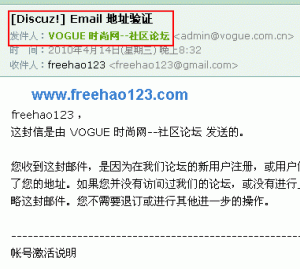 [Discuz!] Email 地址验证
发件人：VOGUE 时尚网--社区论坛 <admin@vogue.com.cn>
时　间：2010年4月14日(星期三) 晚上8:32
收件人：freehao123 <freehao123@gmail.com>
www.freehao123.com
freehao123，
这封信是由 VOGUE 时尚网--社区论坛 发送的。
您收到这封邮件，是因为在我们论坛的新用户注册，或用户
了您的地址。如果您并没有访问过我们的论坛，或没有进行
略这封邮件。您不需要退订或进行其他进一步的操作。
----------------------------------------------
帐号激活说明